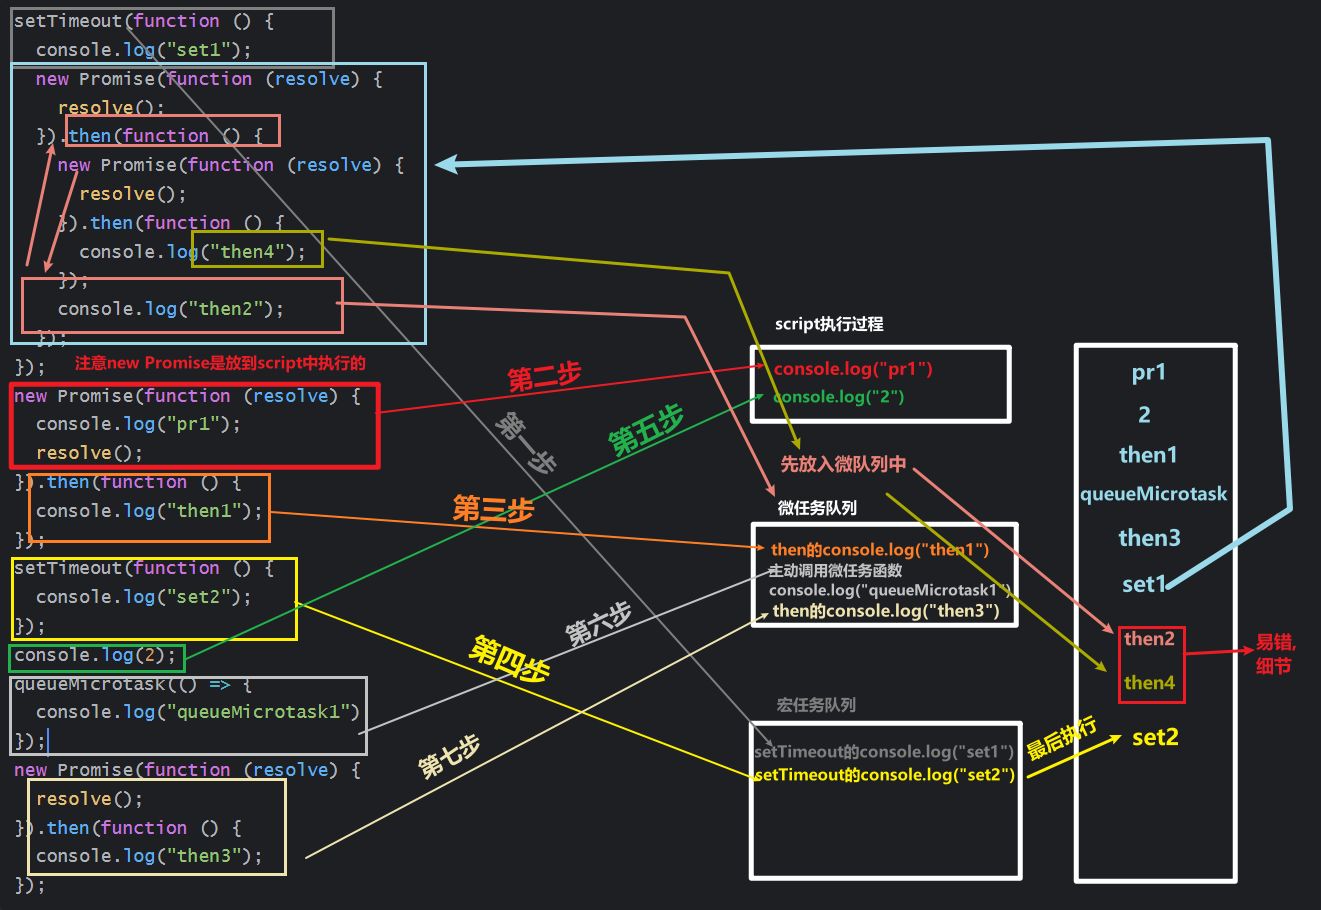 setTimeout(function () {
console.log("set1");
new Promise(function (resolve) {
resolve();
}).then(function () {
new Promise(function (resolve) {
resolve();
}).then(function () {
console.log("then4");
});
console.log("then2");
});
});
注意new Promise是放到script中执行的
new Promise(function (resolve) {
console.log("pr1");
resolve();
}).then(function () {
console.log("then1");
});
setTimeout(function () {
console.log("set2");
});
console.log(2);
queueMicrotask(() => {
console.log("queueMicrotask1")
});
new Promise(function (resolve) {
resolve();
}).then(function () {
console.log("then3");
});
第一步
第二步
第五步
第三步
第六步
第四步
第七步
script执行过程
console.log("pr1")
console.log("2")
先放入微队列中
微任务队列
then的console.log("then1")
主动调用微任务函数
console.log("queueMicrotask1")
then的console.log("then3")
宏任务队列
setTimeout的console.log("set1")
setTimeout的console.log("set2")
最后执行
pr1
2
then1
queueMicrotask
then3
set1
then2
then4
set2
易错,
细节